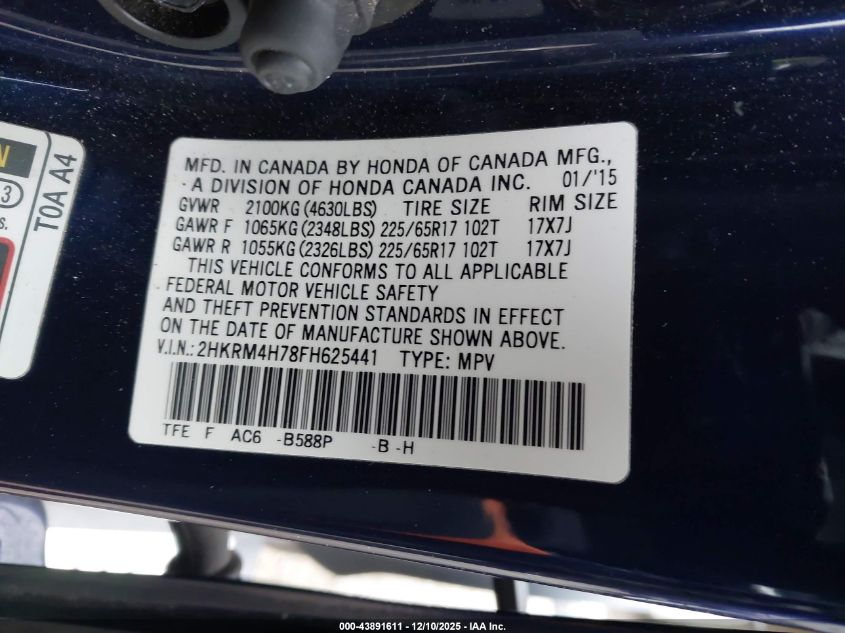 N
3
s.
T0A A4
MFD. IN CANADA BY HONDA OF CANADA MFG.,
A DIVISION OF HONDA CANADA INC. 01/'15
GVWR 2100KG (4630LBS) TIRE SIZE RIM SIZE
GAWR F 1065KG (2348LBS) 225/65R17 102T 17X7J
GAWR R 1055KG (2326LBS) 225/65R17 102T 17X7J
THIS VEHICLE CONFORMS TO ALL APPLICABLE
FEDERAL MOTOR VEHICLE SAFETY
AND THEFT PREVENTION STANDARDS IN EFFECT
ON THE DATE OF MANUFACTURE SHOWN ABOVE.
V.I.N.: 2HKRM4H78FH625441 TYPE: MPV
TFE F AC6 -B588P -B -H
000-43891611 - 12/10/2025 - IAA Inc.